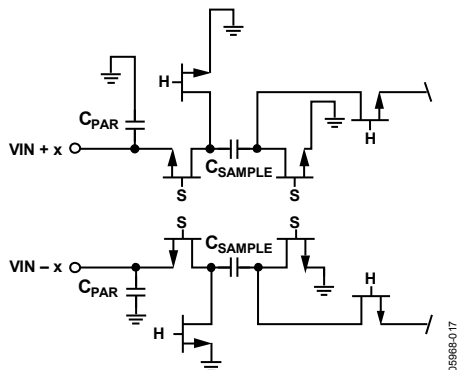 H
C_PAR
VIN + x
C_SAMPLE
H
S
S
S
C_SAMPLE
S
VIN – x
C_PAR
H
H
05968-017